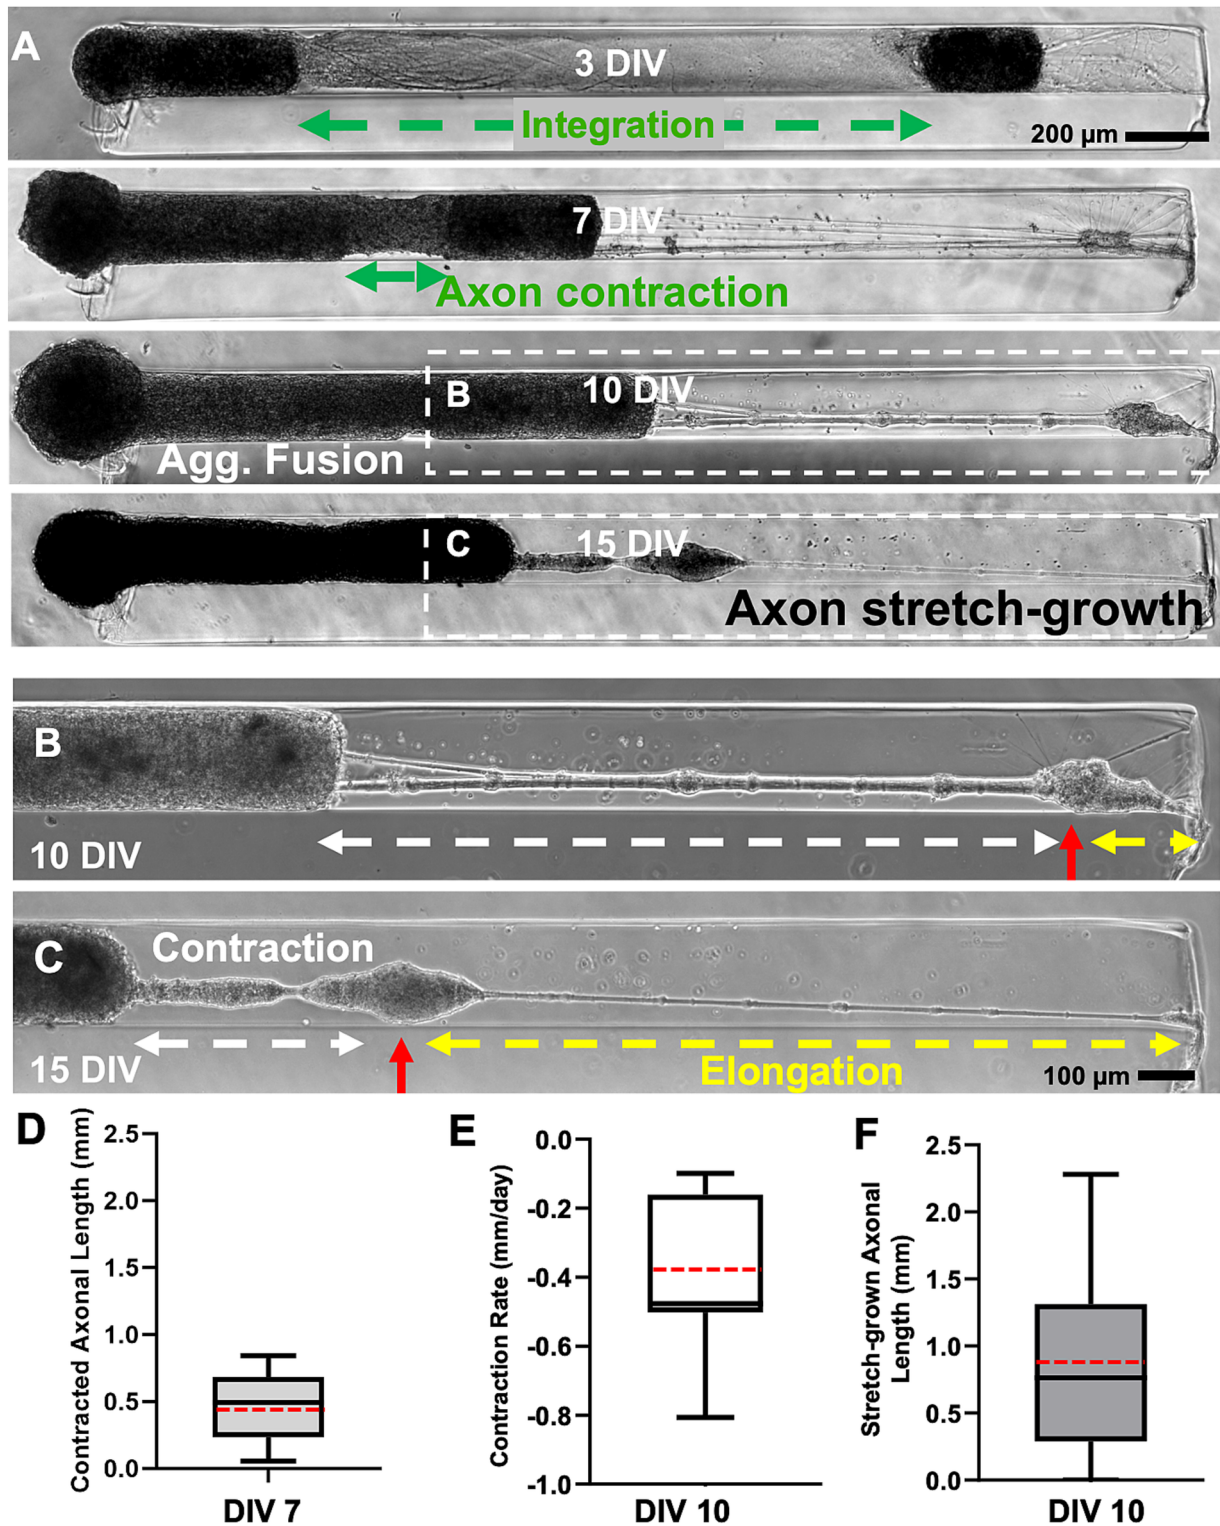 A
3 DIV
Integration
200 µm
7 DIV
Axon contraction
B
10 DIV
Agg. Fusion
C
15 DIV
Axon stretch-growth
B
10 DIV
C
Contraction
15 DIV
Elongation
100 µm
D
Contracted Axonal Length (mm)
2.5
2.0
1.5
1.0
0.5
0.0
DIV 7
E
Contraction Rate (mm/day)
0.0
-0.2
-0.4
-0.6
-0.8
-1.0
DIV 10
F
Stretch-grown Axonal
Length (mm)
2.5
2.0
1.5
1.0
0.5
0.0
DIV 10